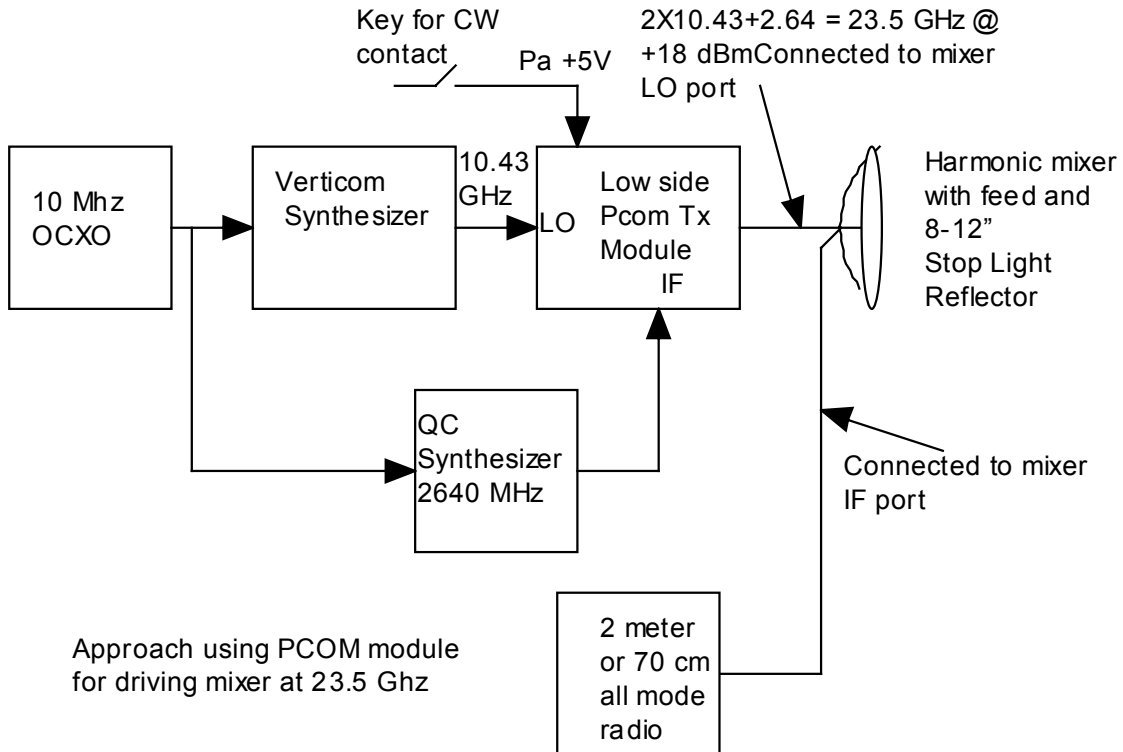 Key for CW
contact
Pa +5V
2X10.43+2.64 = 23.5 GHz @
+18 dBmConnected to mixer
LO port
10 Mhz
OCXO
Verticom
Synthesizer
10.43
GHz
LO
Low side
Pcom Tx
Module
IF
Harmonic mixer
with feed and
8-12”
Stop Light
Reflector
QC
Synthesizer
2640 MHz
Connected to mixer
IF port
2 meter
or 70 cm
all mode
radio
Approach using PCOM module
for driving mixer at 23.5 Ghz